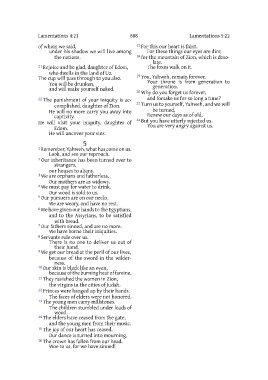 Lamentations 4:21
888
Lamentations 5:22
of whom we said,
under his shadow we will live among
the nations.
21 Rejoice and be glad, daughter of Edom,
who dwells in the land of Uz.
The cup will pass through to you also.
You will be drunken,
and will make yourself naked.
22 The punishment of your iniquity is ac-
complished, daughter of Zion.
He will no more carry you away into
captivity.
He will visit your iniquity, daughter of
Edom.
He will uncover your sins.
5
1 Remember, Yahweh, what has come on us.
Look, and see our reproach.
2 Our inheritance has been turned over to
strangers,
our houses to aliens.
3 We are orphans and fatherless.
Our mothers are as widows.
4 We must pay for water to drink.
Our wood is sold to us.
5 Our pursuers are on our necks.
We are weary, and have no rest.
6 We have given our hands to the Egyptians,
and to the Assyrians, to be satisfied
with bread.
7 Our fathers sinned, and are no more.
We have borne their iniquities.
8 Servants rule over us.
There is no one to deliver us out of
their hand.
9 We get our bread at the peril of our lives,
because of the sword in the wilder-
ness.
10 Our skin is black like an oven,
because of the burning heat of famine.
11 They ravished the women in Zion,
the virgins in the cities of Judah.
12 Princes were hanged up by their hands.
The faces of elders were not honored.
13 The young men carry millstones.
The children stumbled under loads of
wood.
14 The elders have ceased from the gate,
and the young men from their music.
15 The joy of our heart has ceased.
Our dance is turned into mourning.
16 The crown has fallen from our head.
Woe to us, for we have sinned!
17 For this our heart is faint.
For these things our eyes are dim:
18 for the mountain of Zion, which is deso-
late.
The foxes walk on it.
19 You, Yahweh, remain forever.
Your throne is from generation to
generation.
20 Why do you forget us forever,
and forsake us for so long a time?
21 Turn us to yourself, Yahweh, and we will
be turned.
Renew our days as of old.
22 But you have utterly rejected us.
You are very angry against us.